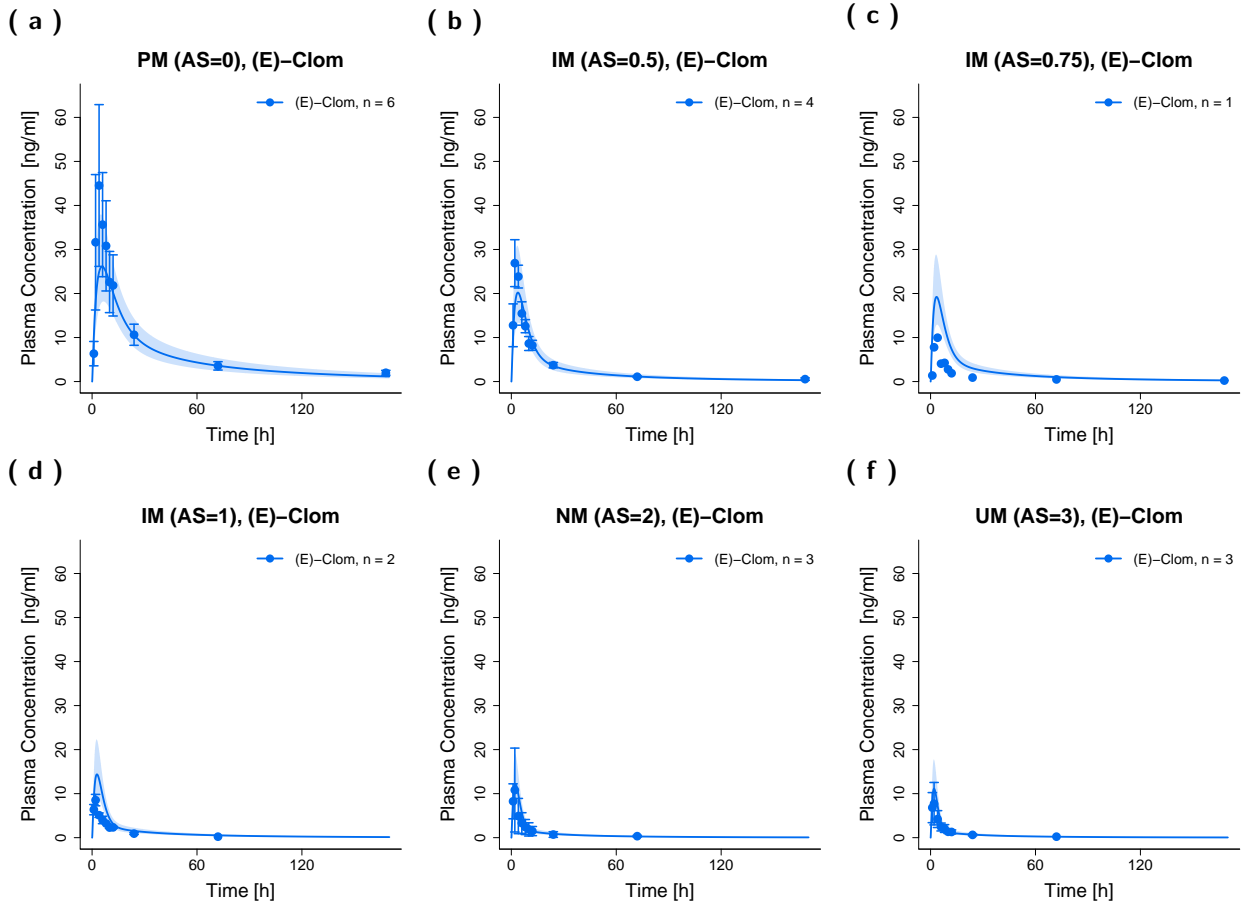 ( a )
PM (AS=0), (E)−Clom
(E)−Clom, n = 6
Plasma Concentration [ng/ml]
60
50
40
30
20
10
0
0 60 120
Time [h]
( b )
IM (AS=0.5), (E)−Clom
(E)−Clom, n = 4
Plasma Concentration [ng/ml]
60
50
40
30
20
10
0
0 60 120
Time [h]
( c )
IM (AS=0.75), (E)−Clom
(E)−Clom, n = 1
Plasma Concentration [ng/ml]
60
50
40
30
20
10
0
0 60 120
Time [h]
( d )
IM (AS=1), (E)−Clom
(E)−Clom, n = 2
Plasma Concentration [ng/ml]
60
50
40
30
20
10
0
0 60 120
Time [h]
( e )
NM (AS=2), (E)−Clom
(E)−Clom, n = 3
Plasma Concentration [ng/ml]
60
50
40
30
20
10
0
0 60 120
Time [h]
( f )
UM (AS=3), (E)−Clom
(E)−Clom, n = 3
Plasma Concentration [ng/ml]
60
50
40
30
20
10
0
0 60 120
Time [h]